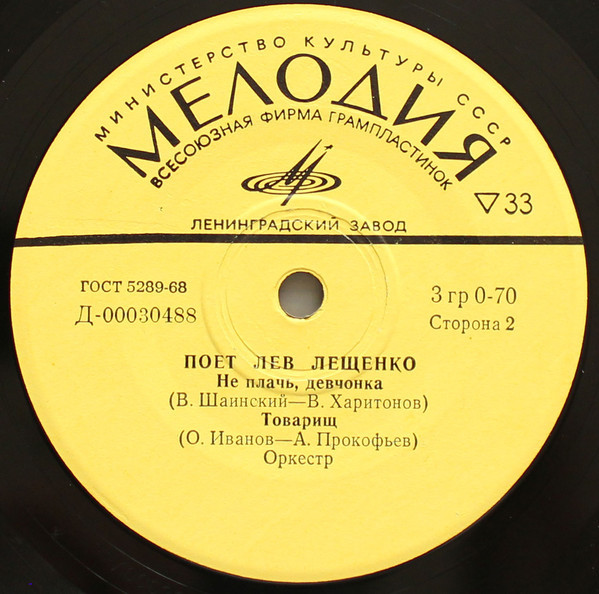 МИНИСТЕРСТВО КУЛЬТУРЫ СССР
МЕЛОДИЯ
ВСЕСОЮЗНАЯ ФИРМА ГРАМПЛАСТИНОК
33
ЛЕНИНГРАДСКИЙ ЗАВОД
ГОСТ 5289-68
Д-00030488
3 гр 0-70
Сторона 2
ПОЕТ ЛЕВ ЛЕЩЕНКО
Не плачь, девчонка
(В. Шаинский—В. Харитонов)
Товарищ
(О. Иванов—А. Прокофьев)
Оркестр